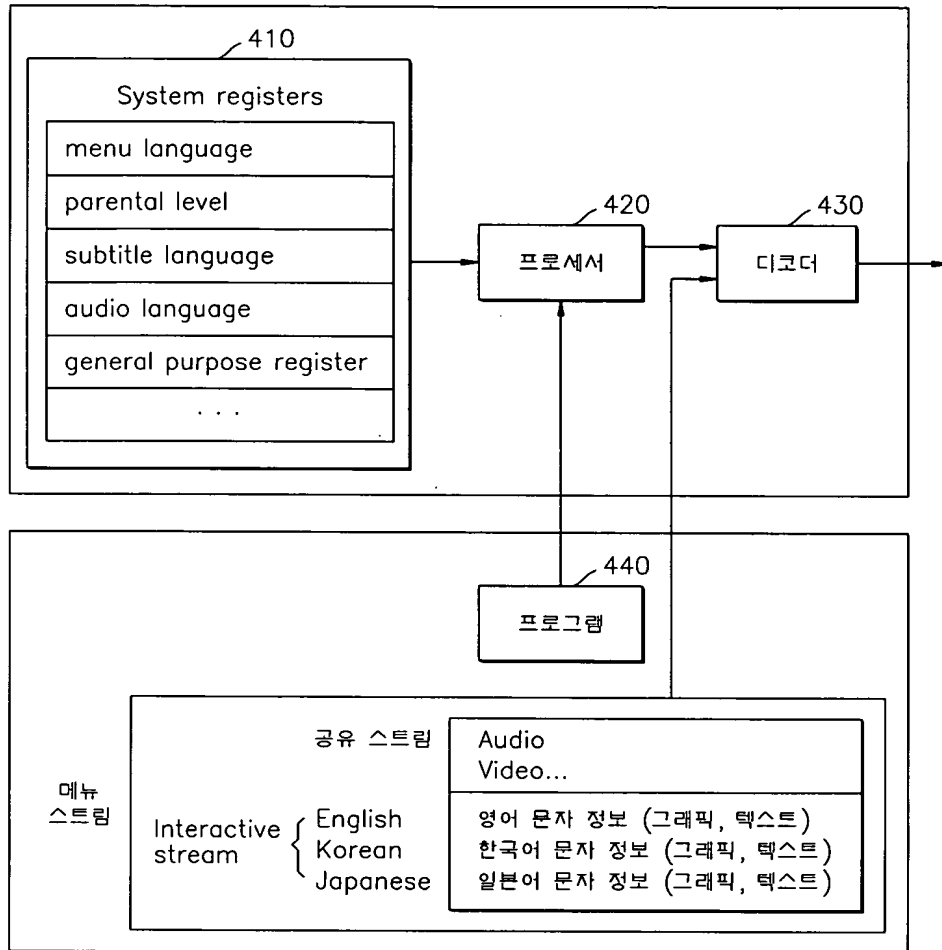 410
System registers
menu language
parental level
subtitle language
audio language
general purpose register
. . .
420
프로세서
430
디코더
440
프로그램
메뉴
스트림
공유 스트림
Audio
Video...
Interactive
stream
English
Korean
Japanese
영어 문자 정보 (그래픽, 텍스트)
한국어 문자 정보 (그래픽, 텍스트)
일본어 문자 정보 (그래픽, 텍스트)